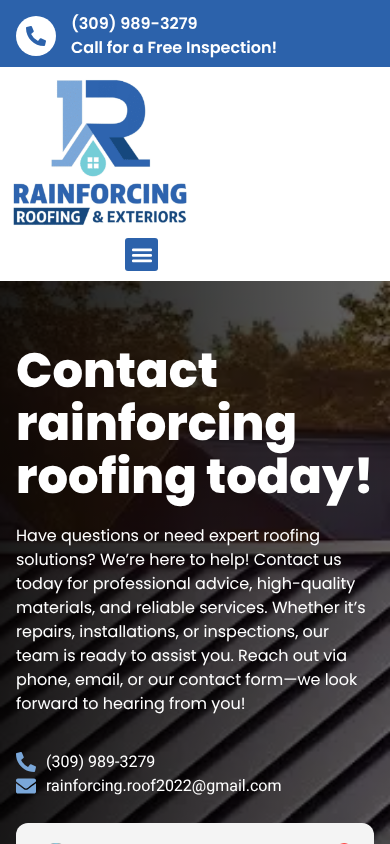 (309) 989-3279
Call for a Free Inspection!
RAINFORCING
ROOFING & EXTERIORS
Contact
rainforcing
roofing today!
Have questions or need expert roofing
solutions? We’re here to help! Contact us
today for professional advice, high-quality
materials, and reliable services. Whether it’s
repairs, installations, or inspections, our
team is ready to assist you. Reach out via
phone, email, or our contact form—we look
forward to hearing from you!
(309) 989-3279
rainforcing.roof2022@gmail.com